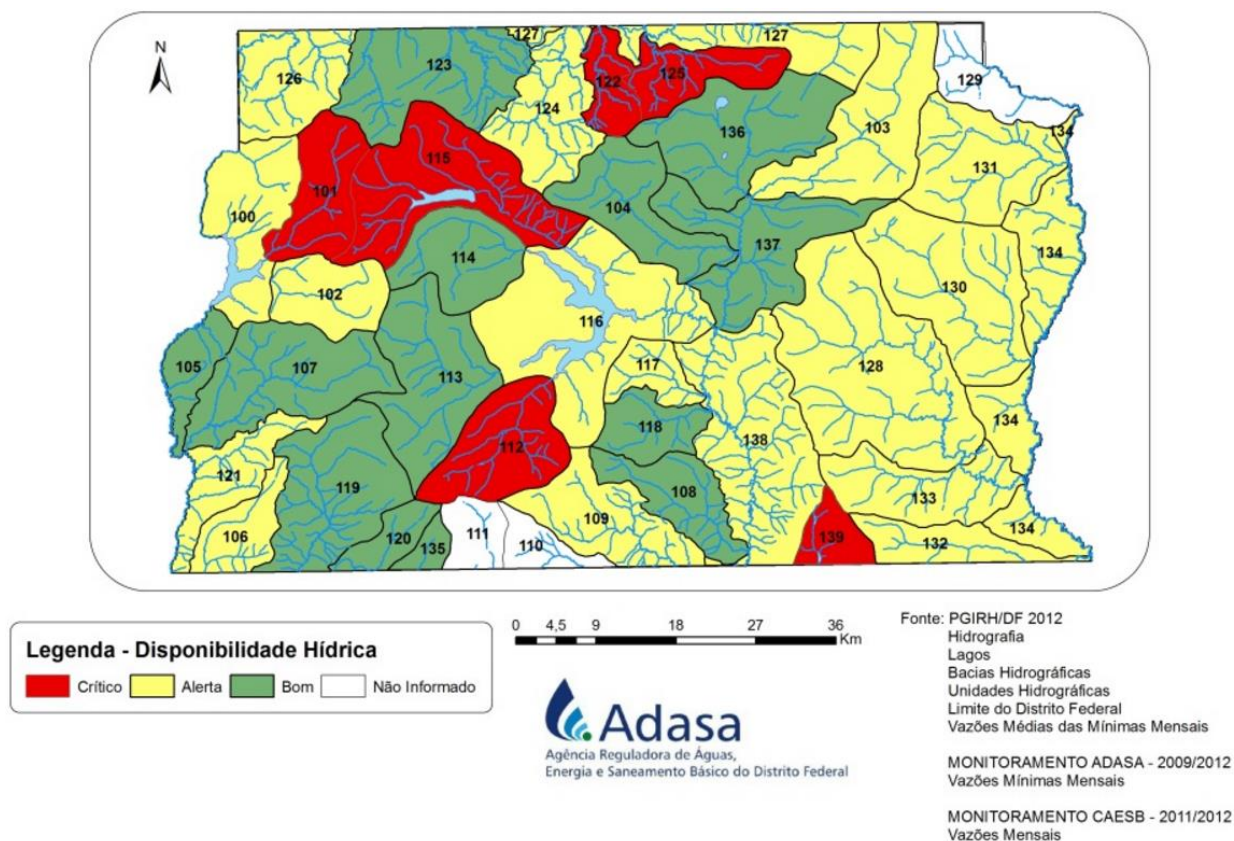 N
127
127
123
126
122
125
129
124
136
103
134
115
131
101
104
100
137
114
134
102
130
116
105
107
117
128
113
134
118
138
112
121
119
108
133
109
134
106
120
111
139
132
135
110
0 4,5 9 18 27 36
Km
Legenda - Disponibilidade Hídrica
Crítico Alerta Bom Não Informado
Adasa
Agência Reguladora de Águas,
Energia e Saneamento Básico do Distrito Federal
Fonte: PGIRH/DF 2012
Hidrografia
Lagos
Bacias Hidrográficas
Unidades Hidrográficas
Limite do Distrito Federal
Vazões Médias das Mínimas Mensais
MONITORAMENTO ADASA - 2009/2012
Vazões Mínimas Mensais
MONITORAMENTO CAESB - 2011/2012
Vazões Mensais